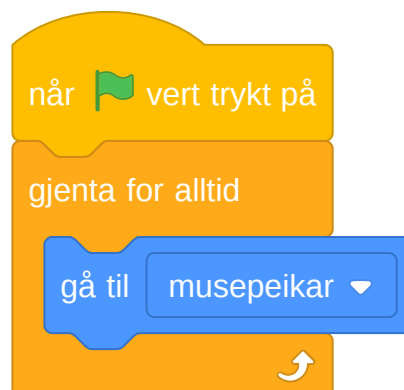 når vert trykt på
gjenta for alltid
gå til musepeikar